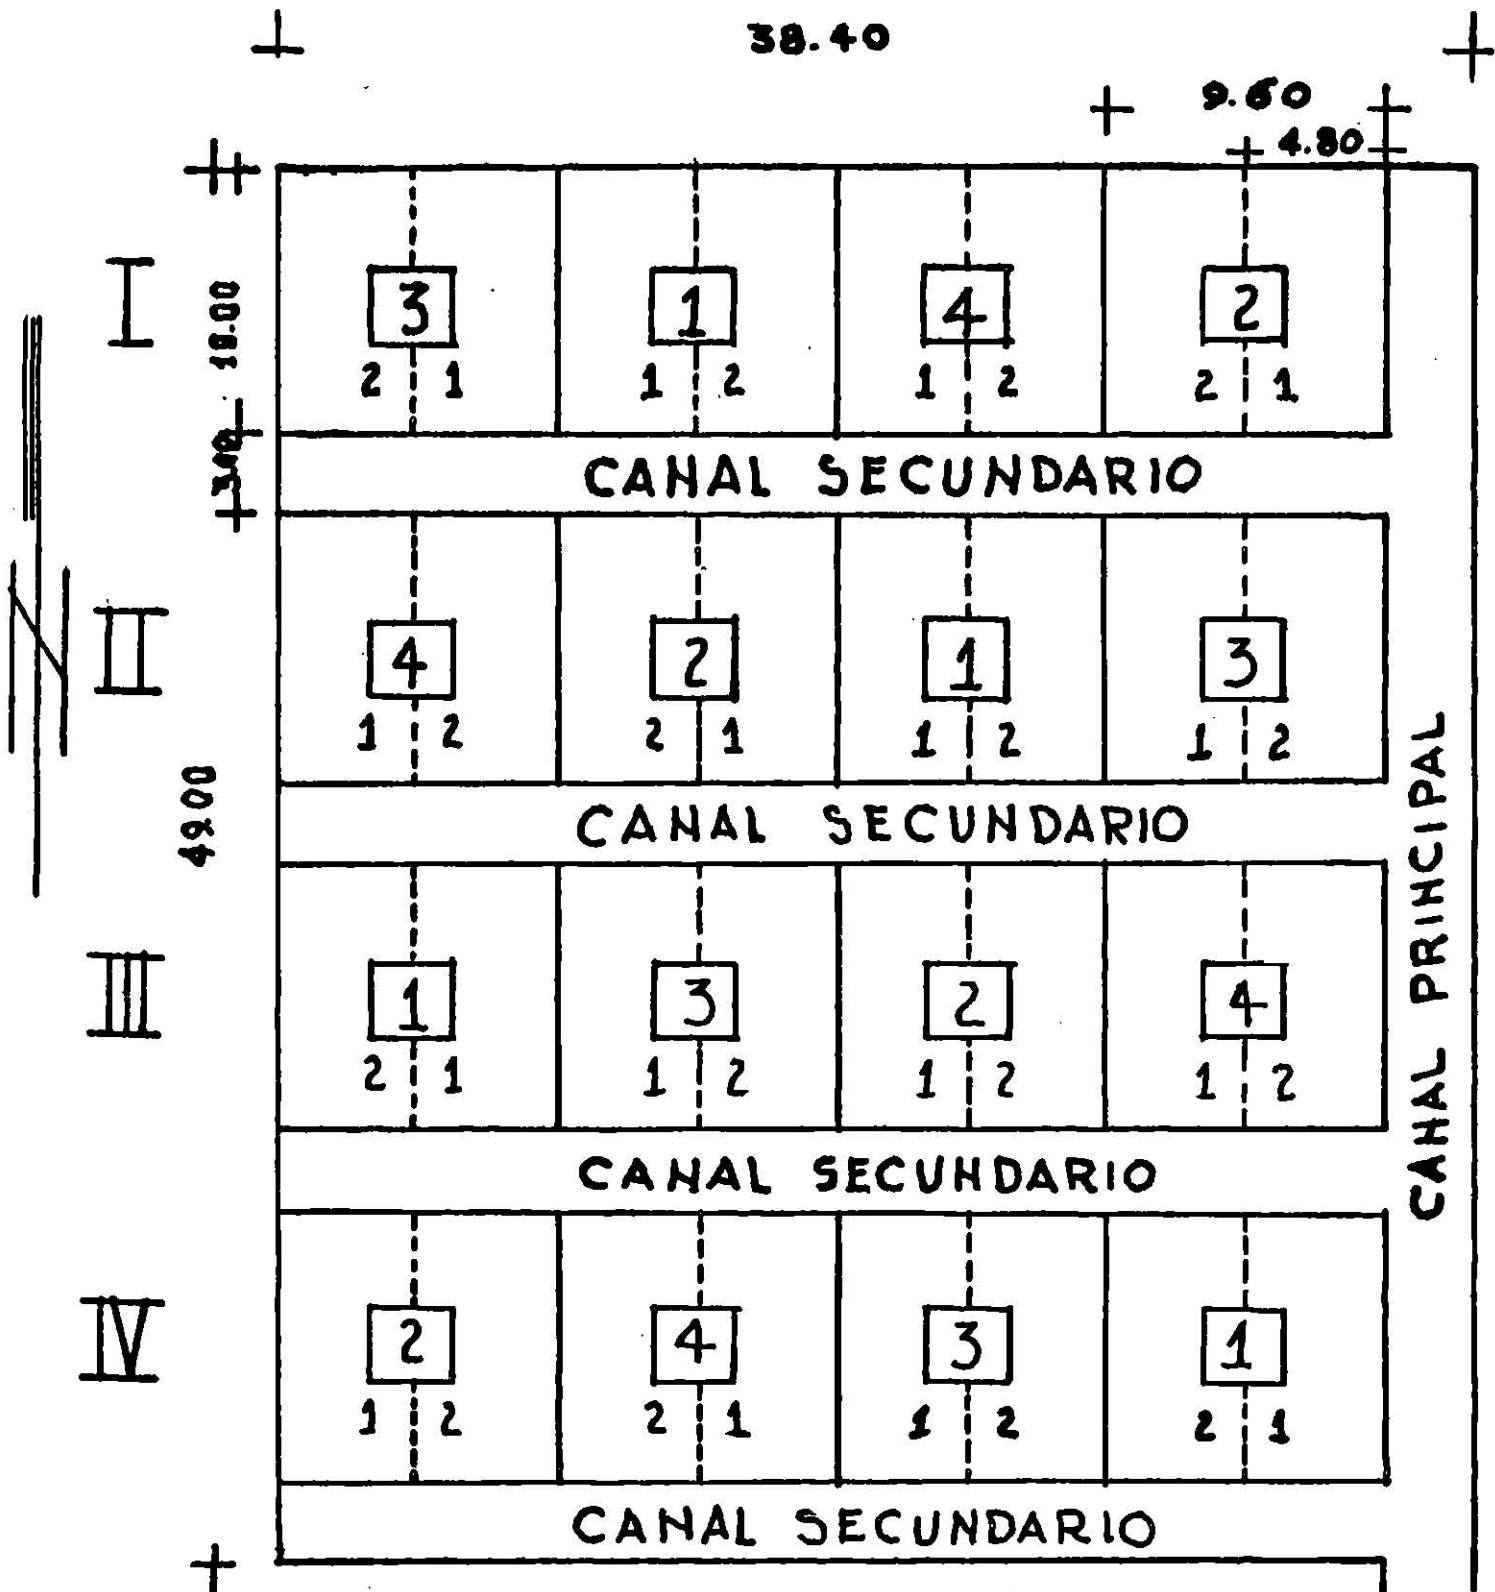 38.40
9.60
4.80
I
18.00
3 1 4 2
2 1 1 2 1 2 2 1
CANAL SECUNDARIO
II
4 2 1 3
1 2 2 1 1 2 1 2
49.00
CANAL SECUNDARIO
CANAL PRINCIPAL
III
1 3 2 4
2 1 1 2 1 2 1 2
CANAL SECUNDARIO
IV
2 4 3 1
1 2 2 1 1 2 2 1
CANAL SECUNDARIO